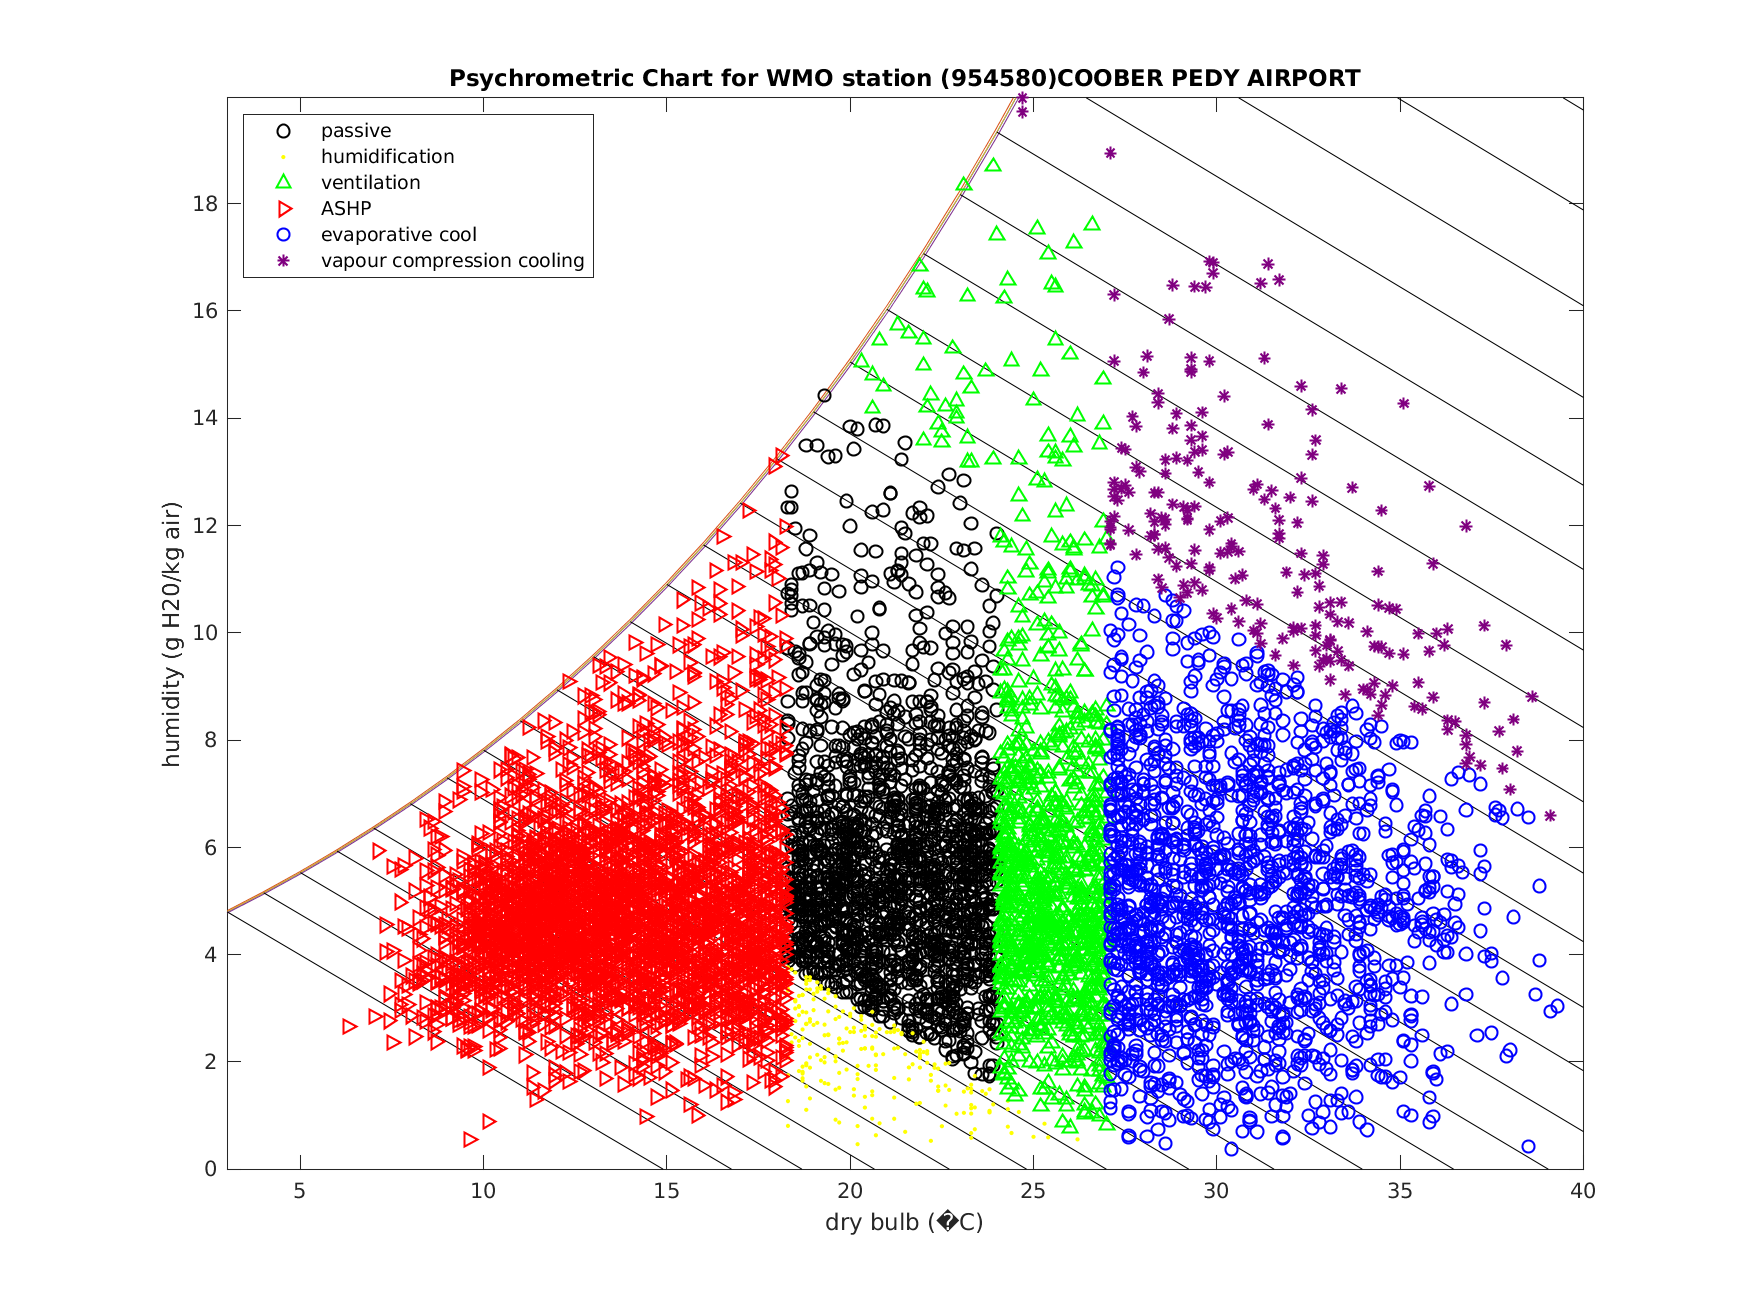 Psychrometric Chart for WMO station (954580)COOBER PEDY AIRPORT
passive
humidification
ventilation
ASHP
evaporative cool
vapour compression cooling
humidity (g H20/kg air)
18
16
14
12
10
8
6
4
2
0
5 10 15 20 25 30 35 40
dry bulb (�C)